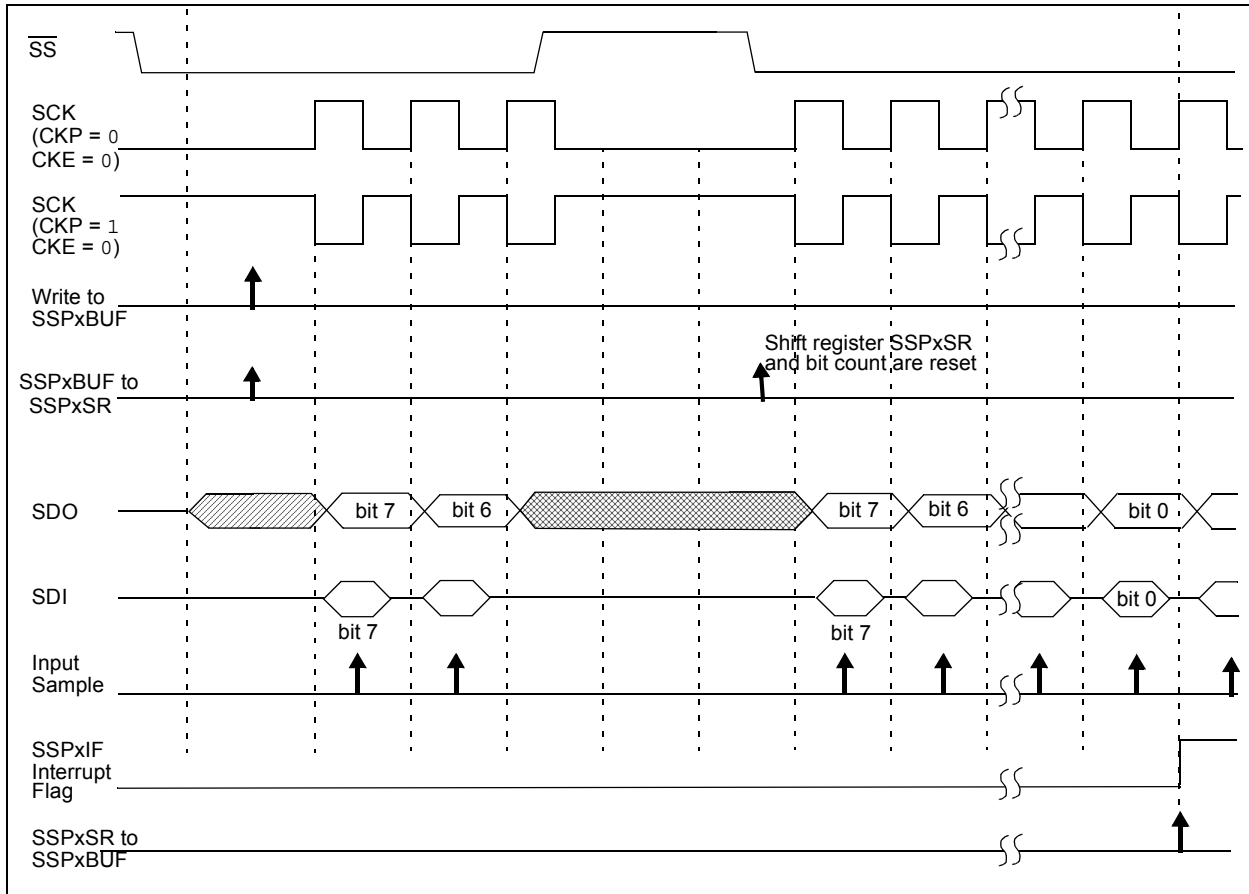 SS
SCK
(CKP = 0
CKE = 0)
SCK
(CKP = 1
CKE = 0)
Write to
SSPxBUF
Shift register SSPxSR
and bit count are reset
SSPxBUF to
SSPxSR
SDO
bit 7
bit 6
bit 7
bit 6
bit 0
SDI
bit 0
bit 7
bit 7
Input
Sample
SSPxIF
Interrupt
Flag
SSPxSR to
SSPxBUF